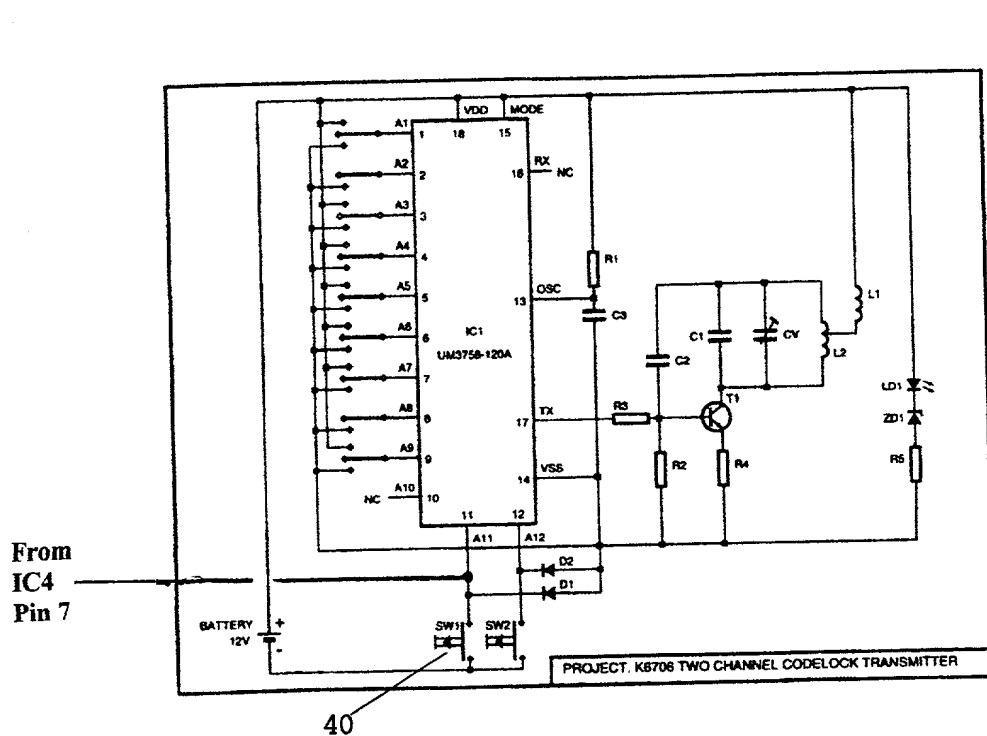 VDD
MODE
A1
1
18
15
A2
2
RX
16
NC
A3
3
A4
4
R1
A5
5
OSC
13
C3
L1
IC1
UM3758-120A
A6
6
C1
CV
L2
C2
A7
7
LD1
T1
A8
8
TX
17
R3
ZD1
A9
9
VSS
14
R2
R4
R5
NC
A10
10
11
12
A11
A12
From
IC4
Pin 7
D2
D1
BATTERY
12V
+
-
SW1
SW2
PROJECT. K6706 TWO CHANNEL CODELOCK TRANSMITTER
40